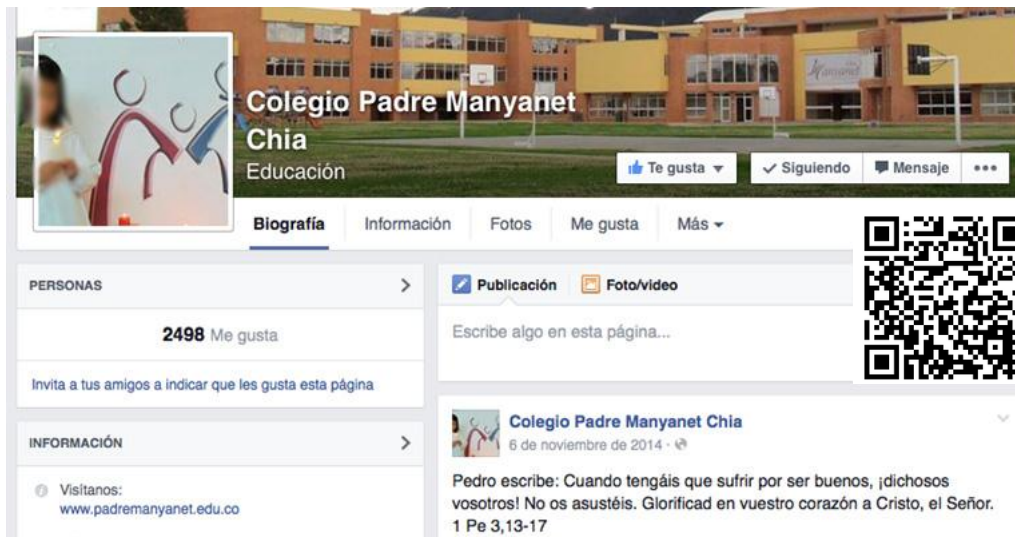 Manyanet
Colegio Padre Manyanet
Chia
Educación
Te gusta
Siguiendo
Mensaje
Biografía
Información
Fotos
Me gusta
Más
PERSONAS
2498 Me gusta
Invita a tus amigos a indicar que les gusta esta página
INFORMACIÓN
Visítanos:
www.padremanyanet.edu.co
Publicación
Foto/video
Escribe algo en esta página...
Colegio Padre Manyanet Chia
6 de noviembre de 2014 ·
Pedro escribe: Cuando tengáis que sufrir por ser buenos, ¡dichosos
vosotros! No os asustéis. Glorificad en vuestro corazón a Cristo, el Señor.
1 Pe 3,13-17